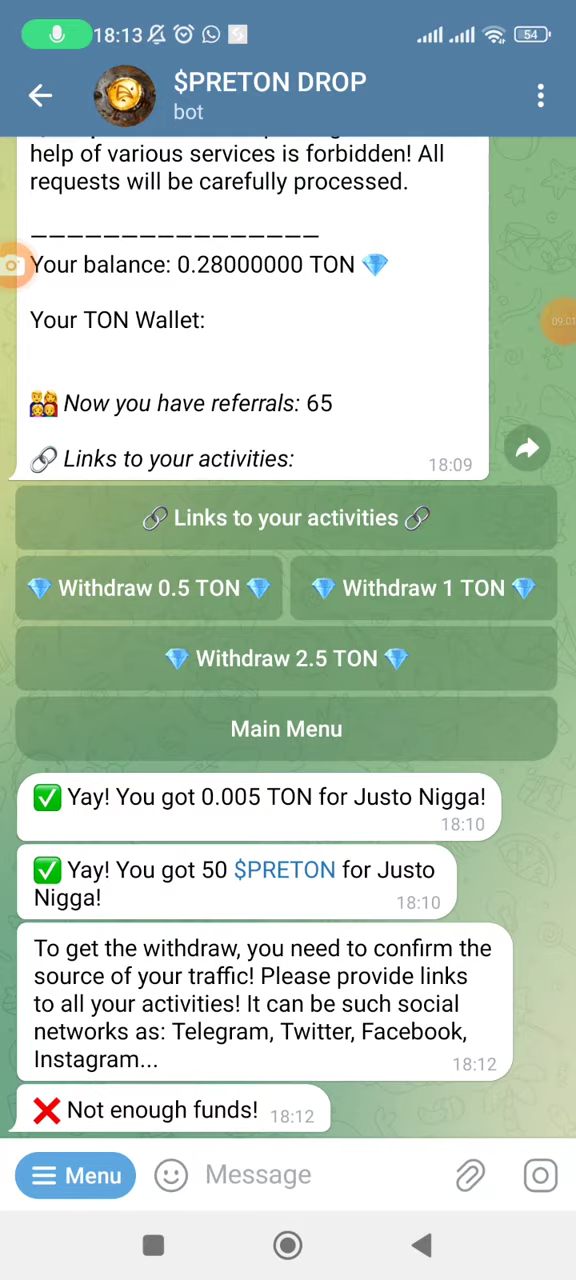 18:13
54
$PRETON DROP
bot
help of various services is forbidden! All
requests will be carefully processed.
________________
Your balance: 0.28000000 TON 💎
Your TON Wallet:
09:01
👨‍👩‍👧‍👦 Now you have referrals: 65
🔗 Links to your activities:
18:09
🔗 Links to your activities 🔗
💎 Withdraw 0.5 TON 💎
💎 Withdraw 1 TON 💎
💎 Withdraw 2.5 TON 💎
Main Menu
✅ Yay! You got 0.005 TON for Justo Nigga!
18:10
✅ Yay! You got 50 $PRETON for Justo
Nigga!
18:10
To get the withdraw, you need to confirm the
source of your traffic! Please provide links
to all your activities! It can be such social
networks as: Telegram, Twitter, Facebook,
Instagram...
18:12
❌ Not enough funds! 18:12
Menu
Message